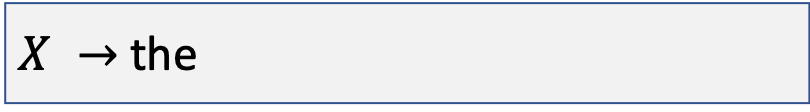 X → the